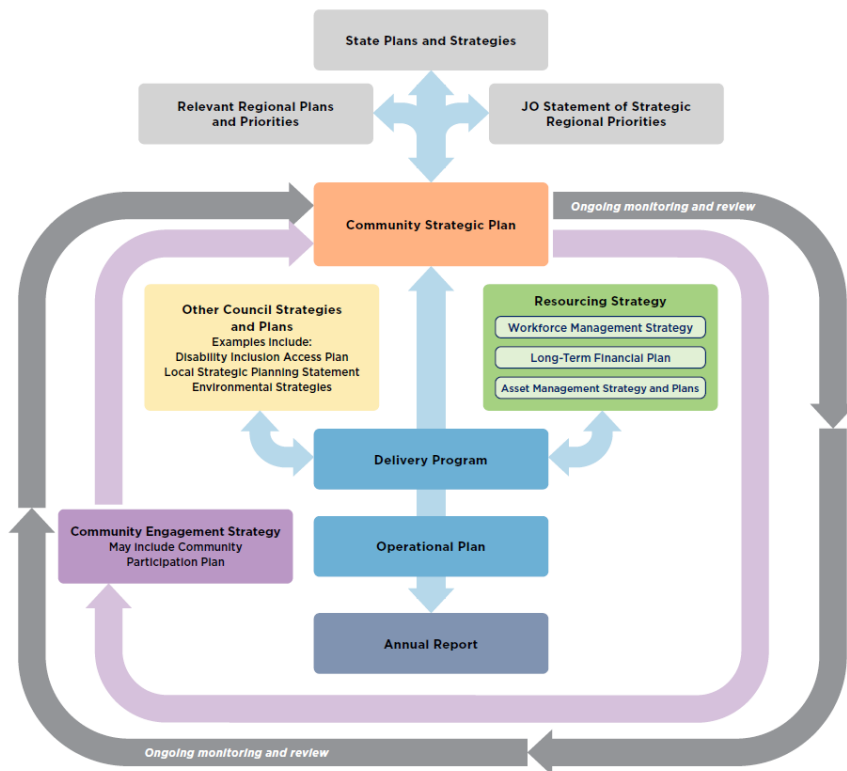 State Plans and Strategies
Relevant Regional Plans
and Priorities
JO Statement of Strategic
Regional Priorities
Community Strategic Plan
Ongoing monitoring and review
Other Council Strategies
and Plans
Examples Include:
Disability Inclusion Access Plan
Local Strategic Planning Statement
Environmental Strategies
Resourcing Strategy
Workforce Management Strategy
Long-Term Financial Plan
Asset Management Strategy and Plans
Delivery Program
Community Engagement Strategy
May Include Community
Participation Plan
Operational Plan
Annual Report
Ongoing monitoring and review